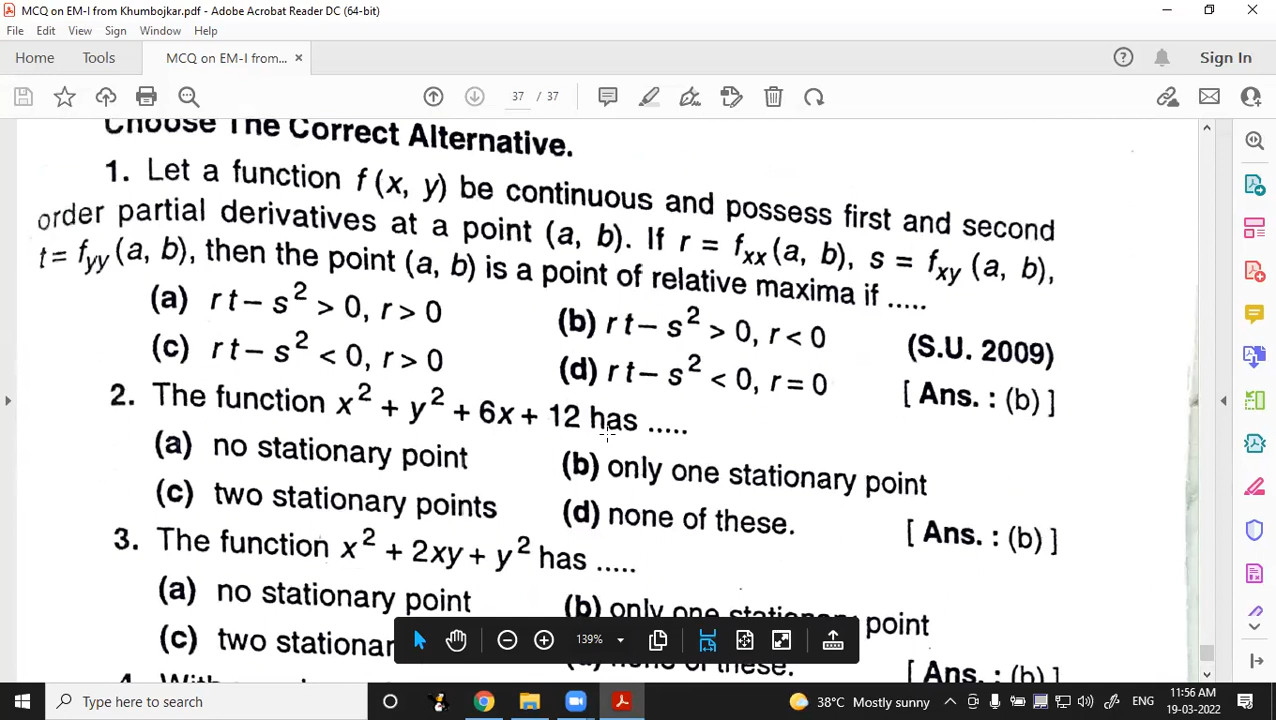 MCQ on EM-I from Khumbojkar.pdf - Adobe Acrobat Reader DC (64-bit)
File Edit View Sign Window Help
Home Tools MCQ on EM-I from... × Sign In
37 / 37
Choose The Correct Alternative.
1. Let a function f (x, y) be continuous and possess first and second
order partial derivatives at a point (a, b). If r = fxx (a, b), s = fxy (a, b),
t = fyy (a, b), then the point (a, b) is a point of relative maxima if .....
(a) r t − s² > 0, r > 0 (b) r t − s² > 0, r < 0
(c) r t − s² < 0, r > 0 (d) r t − s² < 0, r = 0 (S.U. 2009)
[ Ans. : (b) ]
2. The function x² + y² + 6x + 12 has .....
(a) no stationary point (b) only one stationary point
(c) two stationary points (d) none of these. [ Ans. : (b) ]
3. The function x² + 2xy + y² has .....
(a) no stationary point (b) only one stationary point
(c) two stationar none of these. [ Ans. : (b) ]
139%
4.
Type here to search 38°C Mostly sunny ENG 11:56 AM
19-03-2022